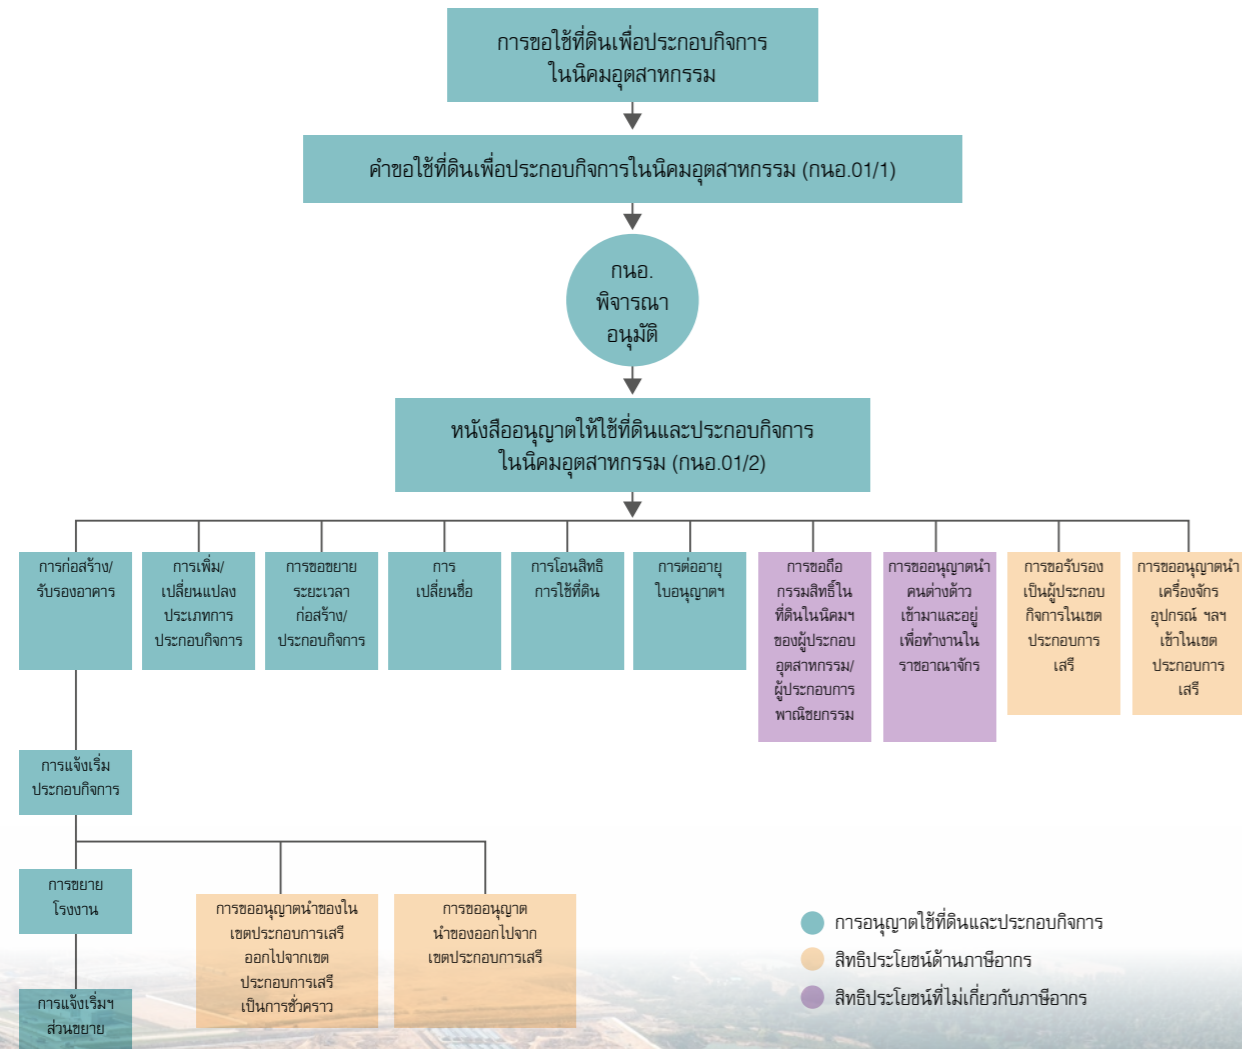 การขอใช้ที่ดินเพื่อประกอบกิจการ
ในนิคมอุตสาหกรรม
คำขอใช้ที่ดินเพื่อประกอบกิจการในนิคมอุตสาหกรรม (กนอ.01/1)
กนอ.
พิจารณา
อนุมัติ
หนังสืออนุญาตให้ใช้ที่ดินและประกอบกิจการ
ในนิคมอุตสาหกรรม (กนอ.01/2)
การก่อสร้าง/
รับรองอาคาร
การเพิ่ม/
เปลี่ยนแปลง
ประเภทการ
ประกอบกิจการ
การขอขยาย
ระยะเวลา
ก่อสร้าง/
ประกอบกิจการ
การ
เปลี่ยนชื่อ
การโอนสิทธิ
การใช้ที่ดิน
การต่ออายุ
ใบอนุญาตฯ
การขอถือ
กรรมสิทธิ์ใน
ที่ดินในนิคมฯ
ของผู้ประกอบ
อุตสาหกรรม/
ผู้ประกอบการ
พาณิชยกรรม
การขออนุญาตนำ
คนต่างด้าว
เข้ามาและอยู่
เพื่อทำงานใน
ราชอาณาจักร
การขอรับรอง
เป็นผู้ประกอบ
กิจการในเขต
ประกอบการ
เสรี
การขออนุญาตนำ
เครื่องจักร
อุปกรณ์ ฯลฯ
เข้าในเขต
ประกอบการ
เสรี
การแจ้งเริ่ม
ประกอบกิจการ
การขยาย
โรงงาน
การขออนุญาตนำของใน
เขตประกอบการเสรี
ออกไปจากเขต
ประกอบการเสรี
เป็นการชั่วคราว
การขออนุญาต
นำของออกไปจาก
เขตประกอบการเสรี
การแจ้งเริ่มฯ
ส่วนขยาย
การอนุญาตใช้ที่ดินและประกอบกิจการ
สิทธิประโยชน์ด้านภาษีอากร
สิทธิประโยชน์ที่ไม่เกี่ยวกับภาษีอากร